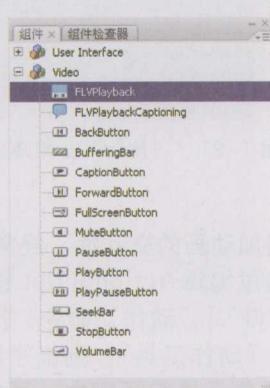 组件 × 组件检查器
User Interface
Video
FLVPlayback
FLVPlaybackCaptioning
BackButton
BufferingBar
CaptionButton
ForwardButton
FullScreenButton
MuteButton
PauseButton
PlayButton
PlayPauseButton
SeekBar
StopButton
VolumeBar